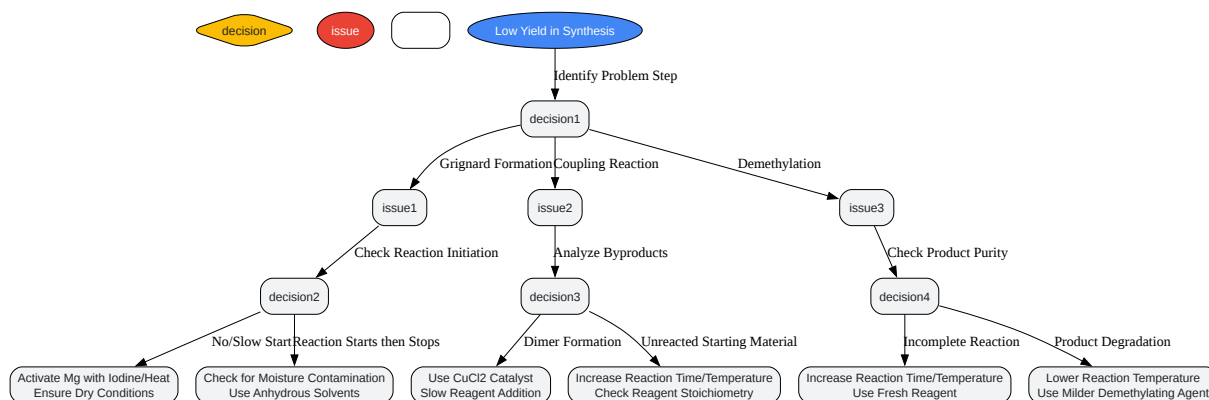 decision
issue
Low Yield in Synthesis
Identify Problem Step
decision1
Grignard Formation
Coupling Reaction
Demethylation
issue1
issue2
issue3
Check Reaction Initiation
Analyze Byproducts
Check Product Purity
decision2
decision3
decision4
No/Slow Start
Reaction Starts then Stops
Dimer Formation
Unreacted Starting Material
Incomplete Reaction
Product Degradation
Activate Mg with Iodine/Heat
Ensure Dry Conditions
Check for Moisture Contamination
Use Anhydrous Solvents
Use CuCl2 Catalyst
Slow Reagent Addition
Increase Reaction Time/Temperature
Check Reagent Stoichiometry
Increase Reaction Time/Temperature
Use Fresh Reagent
Lower Reaction Temperature
Use Milder Demethylating Agent